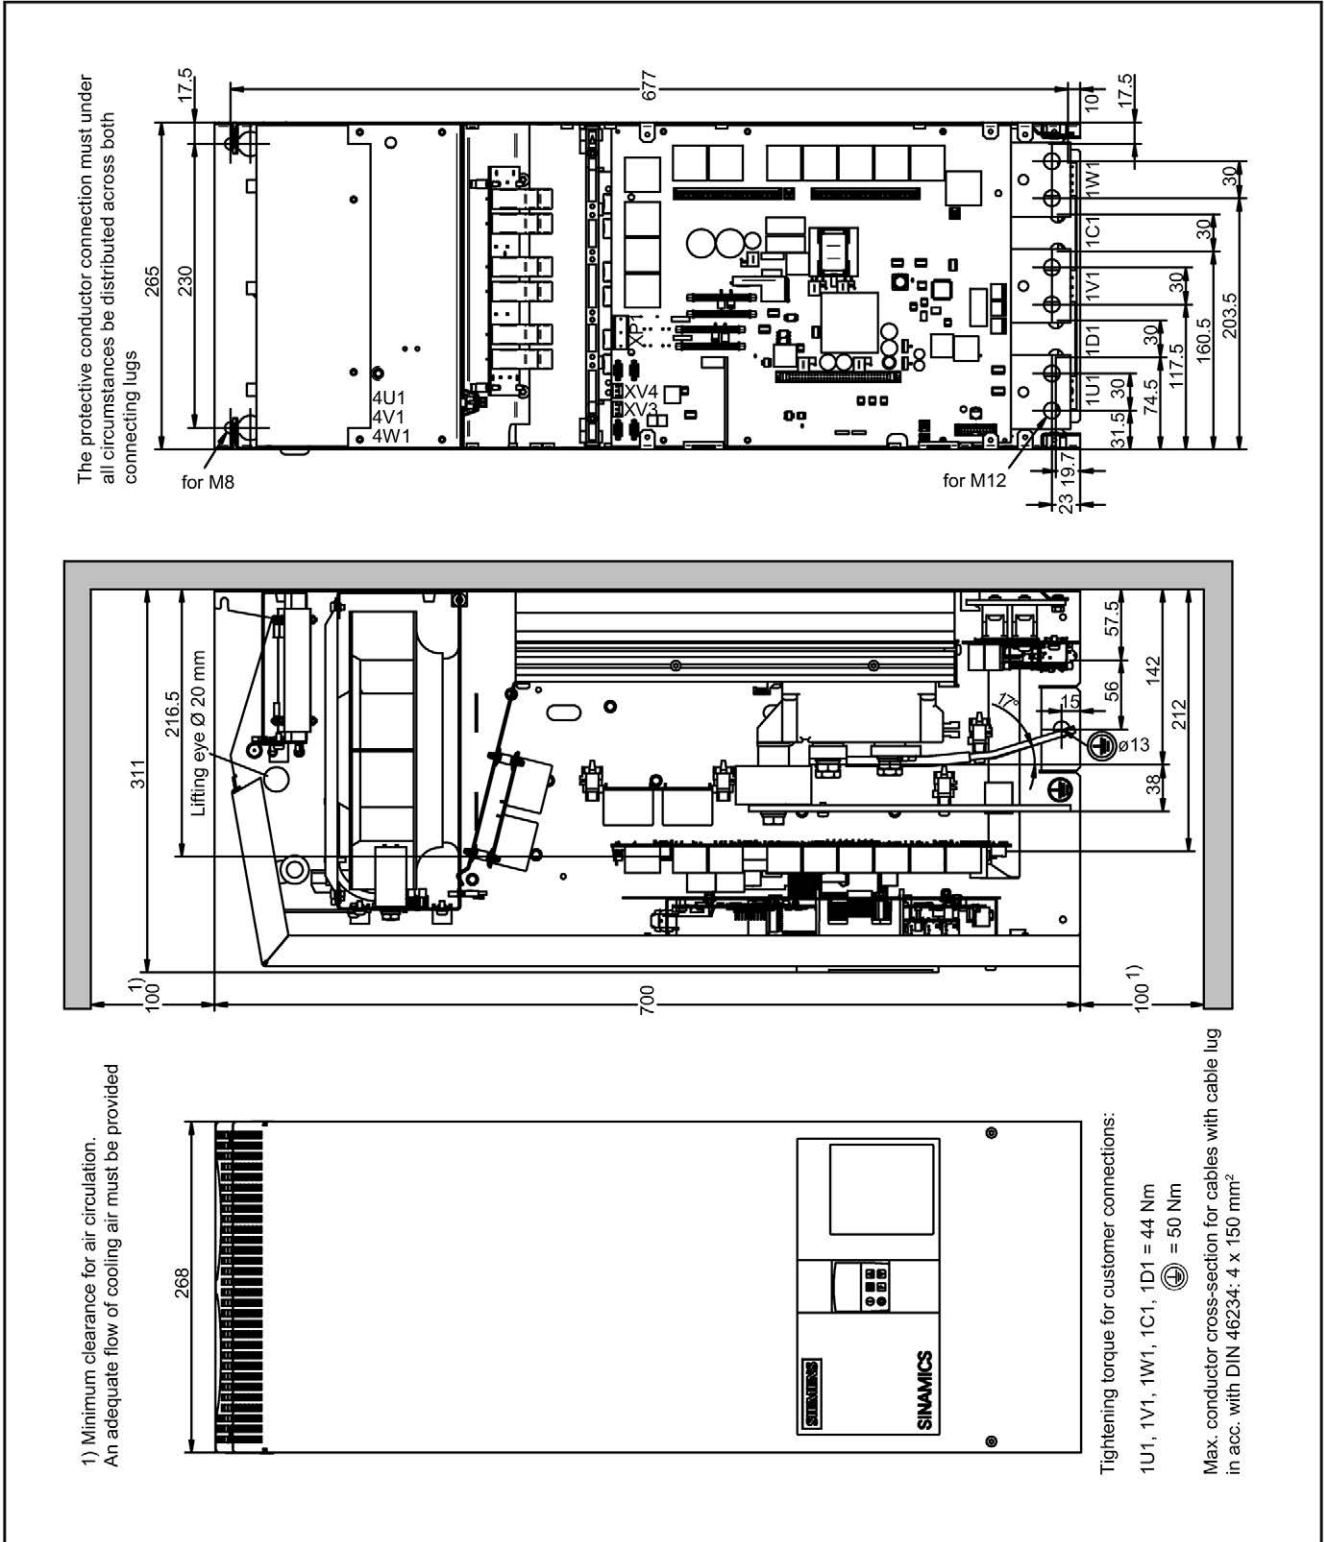 The protective conductor connection must under
all circumstances be distributed across both
connecting lugs
17.5
265
230
677
10
17.5
4U1
4V1
4W1
XP1
XV4
XV3
for M8
for M12
1W1
1C1
1V1
1D1
1U1
30
30
30
30
30
203.5
160.5
117.5
74.5
31.5
19.7
23
Lifting eye Ø 20 mm
216.5
311
57.5
142
56
212
15
17°
ø13
38
100 1)
700
100 1)
1) Minimum clearance for air circulation.
An adequate flow of cooling air must be provided
268
SIEMENS
SINAMICS
Tightening torque for customer connections:
1U1, 1V1, 1W1, 1C1, 1D1 = 44 Nm
= 50 Nm
Max. conductor cross-section for cables with cable lug
in acc. with DIN 46234: 4 x 150 mm²